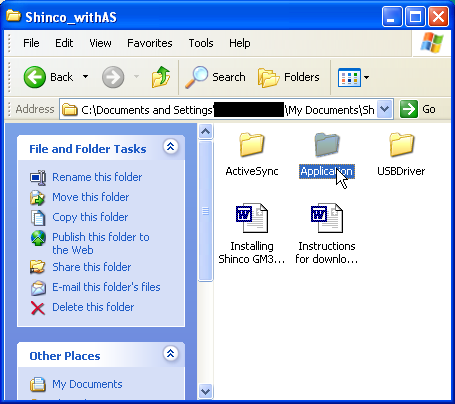 Shinco_withAS
File Edit View Favorites Tools Help
Back Search Folders
Address C:\Documents and Settings\ \My Documents\Sh Go
File and Folder Tasks
Rename this folder
Move this folder
Copy this folder
Publish this folder to
the Web
Share this folder
E-mail this folder's files
Delete this folder
Other Places
My Documents
ActiveSync Application USBDriver
Installing
Shinco GM3...
Instructions
for downlo...